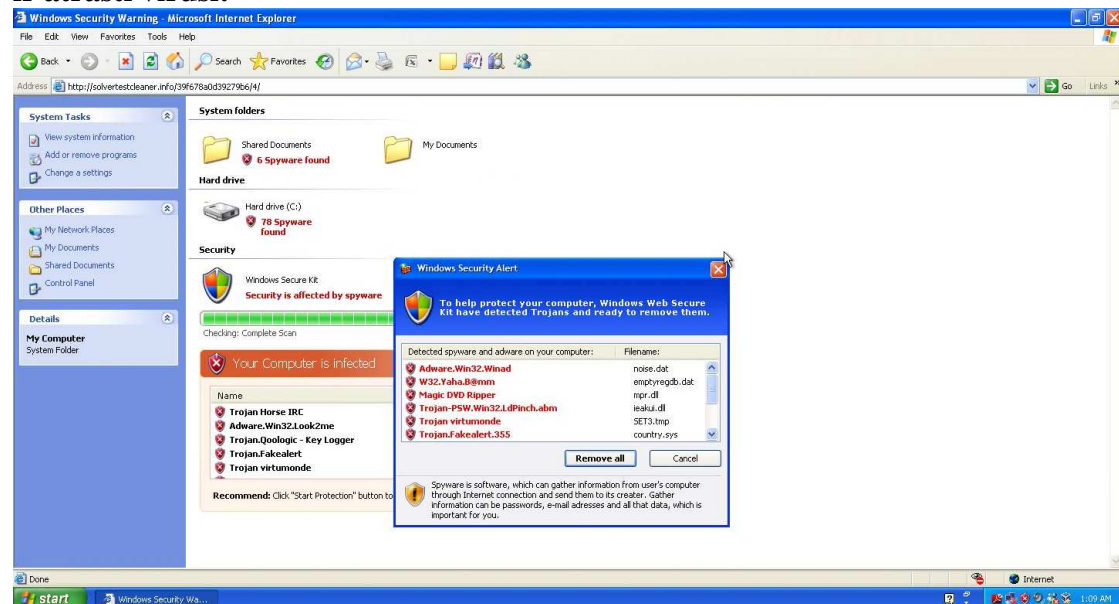 Windows Security Warning - Microsoft Internet Explorer
File Edit View Favorites Tools Help
Back Search Favorites
Address http://solvertestcleaner.info/39f678a0d39279b6/4/ Go Links »
System Tasks
View system information
Add or remove programs
Change a settings
Other Places
My Network Places
My Documents
Shared Documents
Control Panel
Details
My Computer
System Folder
System folders
Shared Documents
6 Spyware found
My Documents
Hard drive
Hard drive (C:)
78 Spyware
found
Security
Windows Secure Kit
Security is affected by spyware
Checking: Complete Scan
Your Computer is infected
Name
Trojan Horse IRC
Adware.Win32.Look2me
Trojan.Qoologic - Key Logger
Trojan.Fakealert
Trojan virtumonde
Recommend: Click "Start Protection" button to
Windows Security Alert
To help protect your computer, Windows Web Secure
Kit have detected Trojans and ready to remove them.
Detected spyware and adware on your computer: Filename:
Adware.Win32.Winad noise.dat
W32.Yaha.B@mm emptyregdb.dat
Magic DVD Ripper mpr.dll
Trojan-PSW.Win32.LdPinch.abm ieakui.dll
Trojan virtumonde SET3.tmp
Trojan.Fakealert.355 country.sys
Remove all Cancel
Spyware is software, which can gather information from user's computer
through Internet connection and send them to its creater. Gather
information can be passwords, e-mail adresses and all that data, which is
important for you.
Done Internet
start Windows Security Wa... 1:09 AM